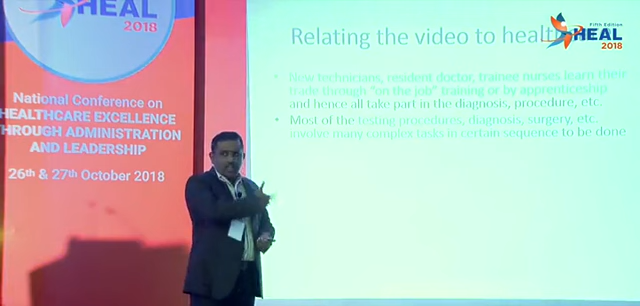 HEAL
2018
National Conference on
HEALTHCARE EXCELLENCE
THROUGH ADMINISTRATION
AND LEADERSHIP
26th & 27th October 2018
Relating the video to
Fifth Edition
HEAL
2018
New technicians, resident doctor, trainee nurses learn their
trade through "on the job" training or by apprenticeship
and hence all take part in the diagnosis, procedure, etc.
Most of the testing procedures, diagnosis, surgery, etc.
involve many complex tasks in certain sequence to be done